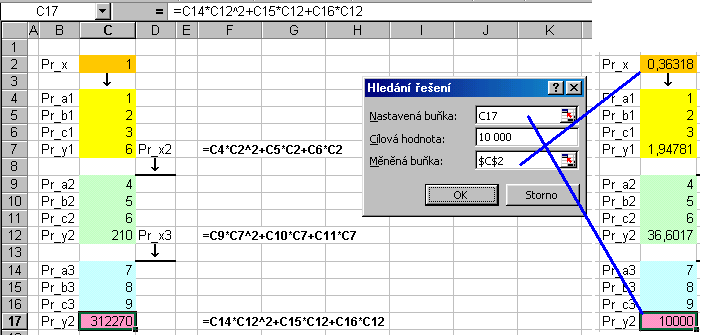 C17 = =C14*C12^2+C15*C12+C16*C12
A B C D E F G H I J K
1
2 Pr_x 1 Pr_x 0,36318
3 ↓ ↓
4 Pr_a1 1 Pr_a1 1
5 Pr_b1 2 Pr_b1 2
6 Pr_c1 3 Pr_c1 3
7 Pr_y1 6 Pr_x2 =C4*C2^2+C5*C2+C6*C2 Pr_y1 1,94781
8 ↓
9 Pr_a2 4 Pr_a2 4
10 Pr_b2 5 Pr_b2 5
11 Pr_c2 6 Pr_c2 6
12 Pr_y2 210 Pr_x3 =C9*C7^2+C10*C7+C11*C7 Pr_y2 36,6017
13 ↓
14 Pr_a3 7 Pr_a3 7
15 Pr_b3 8 Pr_b3 8
16 Pr_c3 9 Pr_c3 9
17 Pr_y2 312270 =C14*C12^2+C15*C12+C16*C12 Pr_y2 10000
Hledání řešení
Nastavená buňka: C17
Cílová hodnota: 10 000
Měněná buňka: $C$2
OK Storno